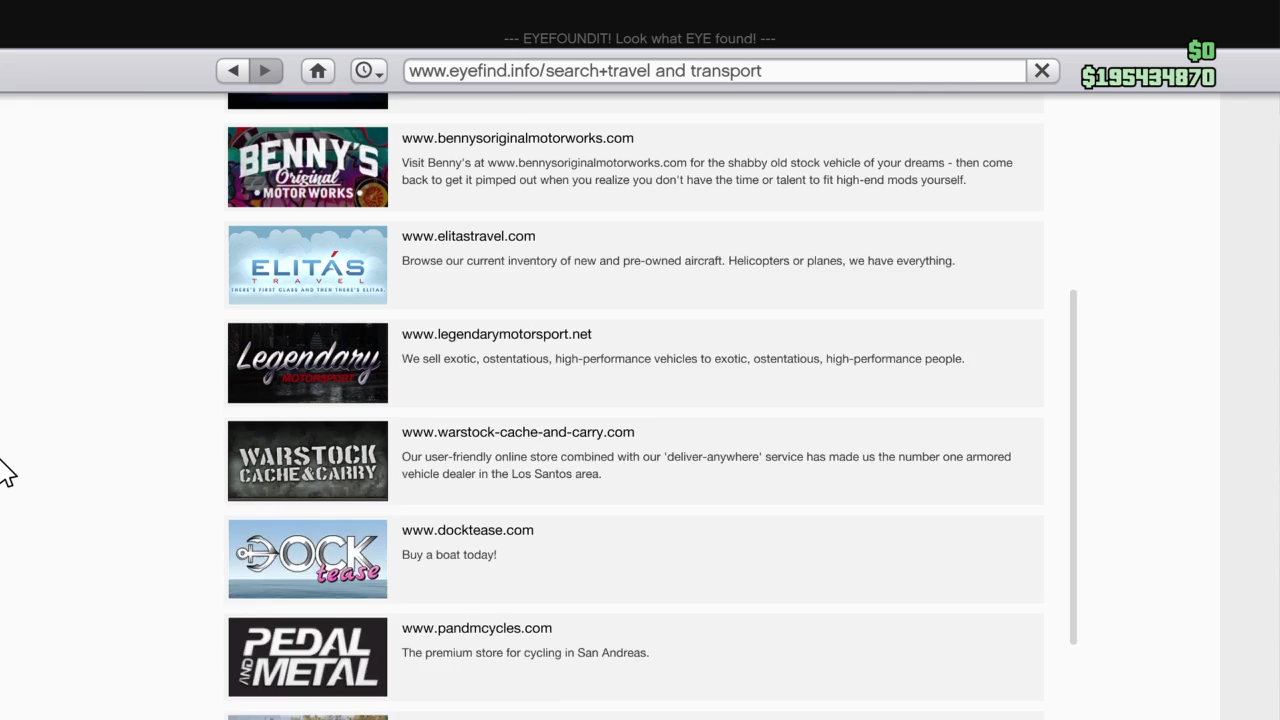 --- EYEFOUNDIT! Look what EYE found! ---
www.eyefind.info/search+travel and transport
$0
$195434870
BENNY'S
Original
MOTOR WORKS
www.bennysoriginalmotorworks.com
Visit Benny's at www.bennysoriginalmotorworks.com for the shabby old stock vehicle of your dreams - then come
back to get it pimped out when you realize you don't have the time or talent to fit high-end mods yourself.
ELITÁS
TRAVEL
THERE'S FIRST CLASS AND THEN THERE'S ELITAS.
www.elitastravel.com
Browse our current inventory of new and pre-owned aircraft. Helicopters or planes, we have everything.
Legendary
MOTORSPORT
www.legendarymotorsport.net
We sell exotic, ostentatious, high-performance vehicles to exotic, ostentatious, high-performance people.
WARSTOCK
CACHE&CARRY
www.warstock-cache-and-carry.com
Our user-friendly online store combined with our 'deliver-anywhere' service has made us the number one armored
vehicle dealer in the Los Santos area.
DOCK
tease
www.docktease.com
Buy a boat today!
PEDAL
AND METAL
www.pandmcycles.com
The premium store for cycling in San Andreas.